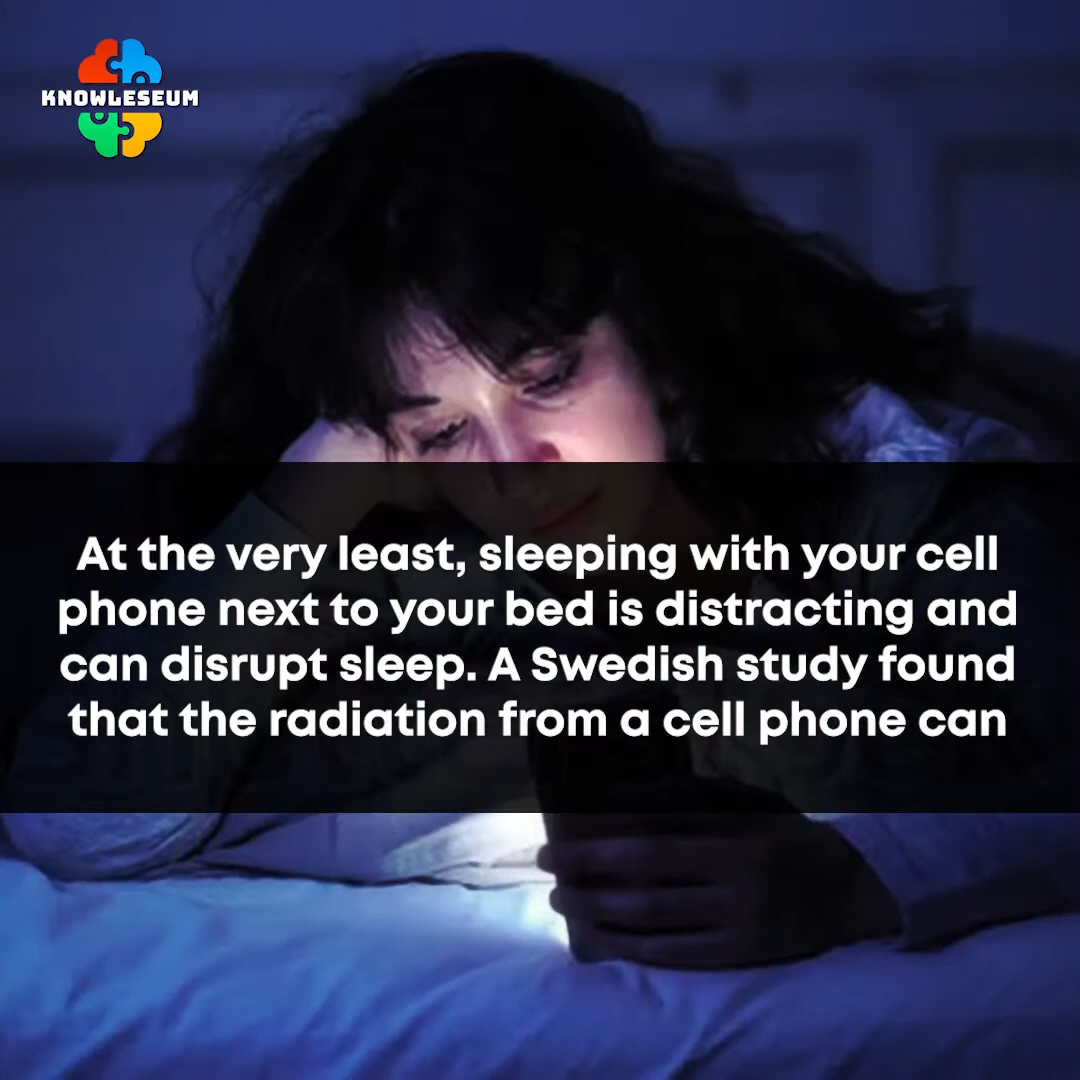 KNOWLESEUM
At the very least, sleeping with your cell
phone next to your bed is distracting and
can disrupt sleep. A Swedish study found
that the radiation from a cell phone can